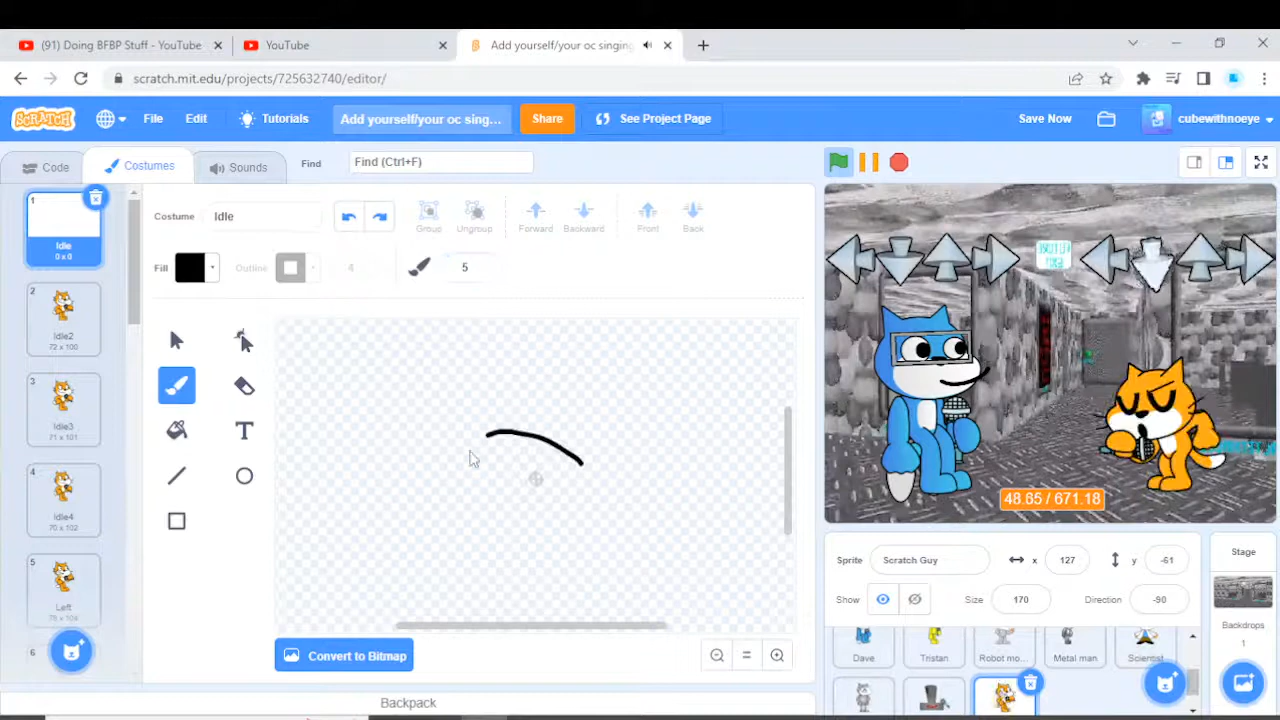 (91) Doing BFBP Stuff - YouTube
YouTube
Add yourself/your oc singing
scratch.mit.edu/projects/725632740/editor/
SCRATCH
File
Edit
Tutorials
Add yourself/your oc sing...
Share
See Project Page
Save Now
cubewithnoeye
Code
Costumes
Sounds
Find
Find (Ctrl+F)
1
Idle
0 x 0
2
Idle2
72 x 100
3
Idle3
71 x 101
4
Idle4
70 x 102
5
Left
6
Costume
Idle
Group
Ungroup
Forward
Backward
Front
Back
Fill
Outline
4
5
T
Convert to Bitmap
Backpack
48.65 / 671.18
Sprite
Scratch Guy
x
127
y
-61
Show
Size
170
Direction
-90
Stage
Backdrops
1
Dave
Tristan
Robot mo...
Metal man
Scientist